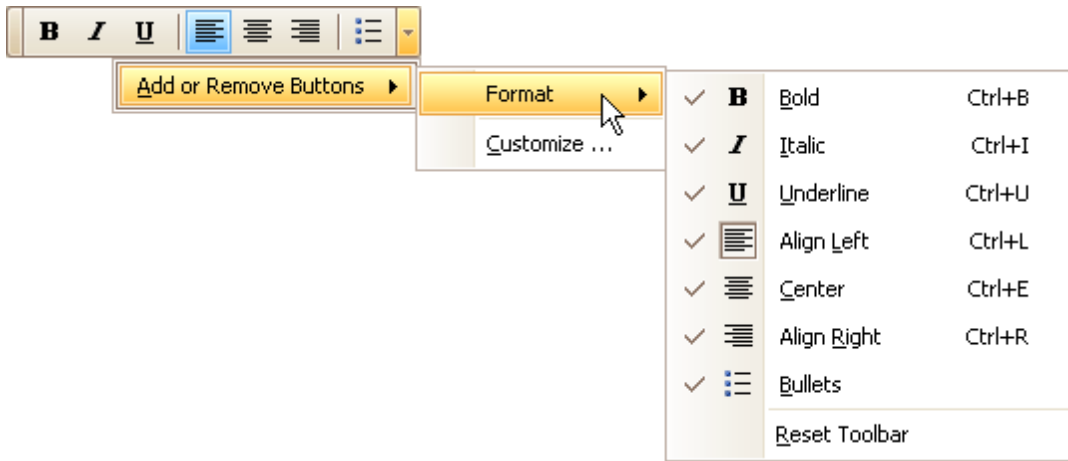 B I U
Add or Remove Buttons
Format
Customize ...
B Bold Ctrl+B
I Italic Ctrl+I
U Underline Ctrl+U
Align Left Ctrl+L
Center Ctrl+E
Align Right Ctrl+R
Bullets
Reset Toolbar